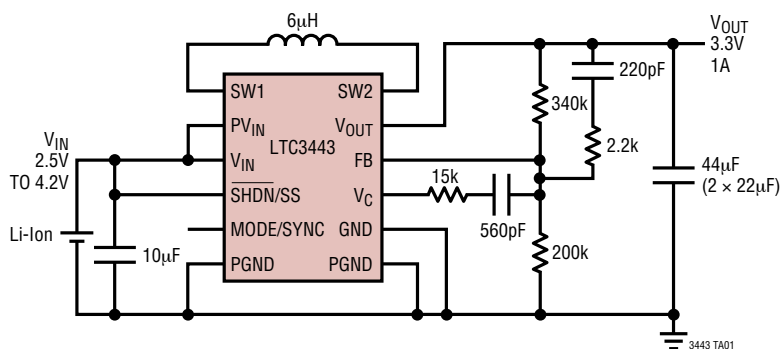 6µH
VOUT
3.3V
1A
SW1
SW2
220pF
340k
PVIN
VOUT
LTC3443
VIN
2.5V
TO 4.2V
VIN
FB
2.2k
15k
44µF
(2 × 22µF)
SHDN/SS
VC
Li-Ion
MODE/SYNC
GND
560pF
10µF
200k
PGND
PGND
3443 TA01